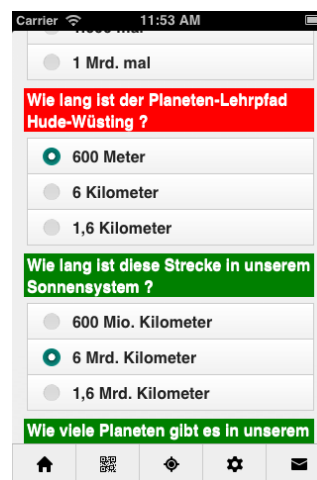 Carrier 11:53 AM
1 Mrd. mal
Wie lang ist der Planeten-Lehrpfad
Hude-Wüsting ?
600 Meter
6 Kilometer
1,6 Kilometer
Wie lang ist diese Strecke in unserem
Sonnensystem ?
600 Mio. Kilometer
6 Mrd. Kilometer
1,6 Mrd. Kilometer
Wie viele Planeten gibt es in unserem